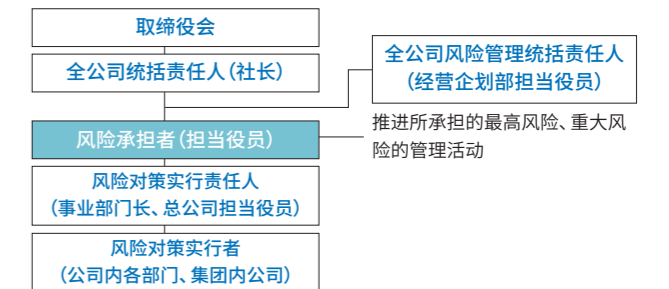 取缔役会
全公司统括责任人（社长）
全公司风险管理统括责任人
（经营企划部担当役员）
风险承担者（担当役员）
推进所承担的最高风险、重大风
险的管理活动
风险对策实行责任人
（事业部门长、总公司担当役员）
风险对策实行者
（公司内各部门、集团内公司）